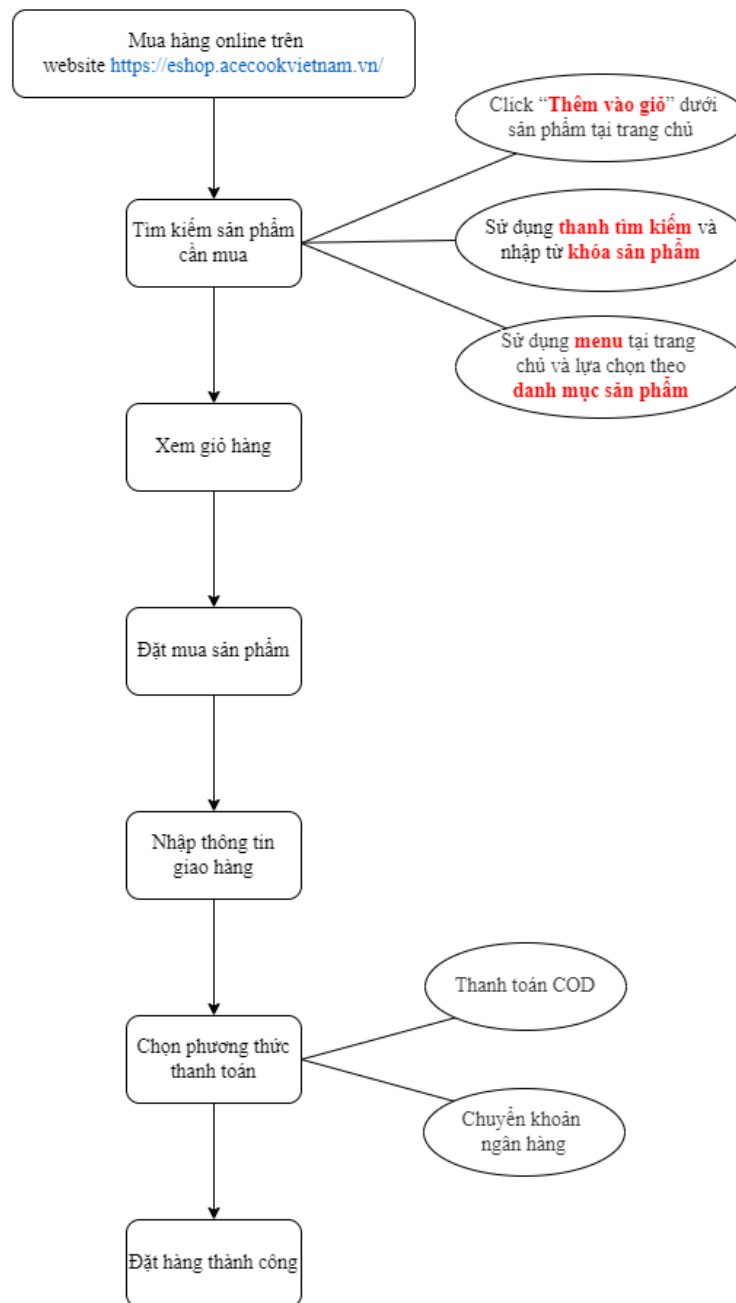 Mua hàng online trên
website https://eshop.acecookvietnam.vn/
Click “Thêm vào giỏ” dưới
sản phẩm tại trang chủ
Tìm kiếm sản phẩm
cần mua
Sử dụng thanh tìm kiếm và
nhập từ khóa sản phẩm
Sử dụng menu tại trang
chủ và lựa chọn theo
danh mục sản phẩm
Xem giỏ hàng
Đặt mua sản phẩm
Nhập thông tin
giao hàng
Thanh toán COD
Chọn phương thức
thanh toán
Chuyển khoản
ngân hàng
Đặt hàng thành công